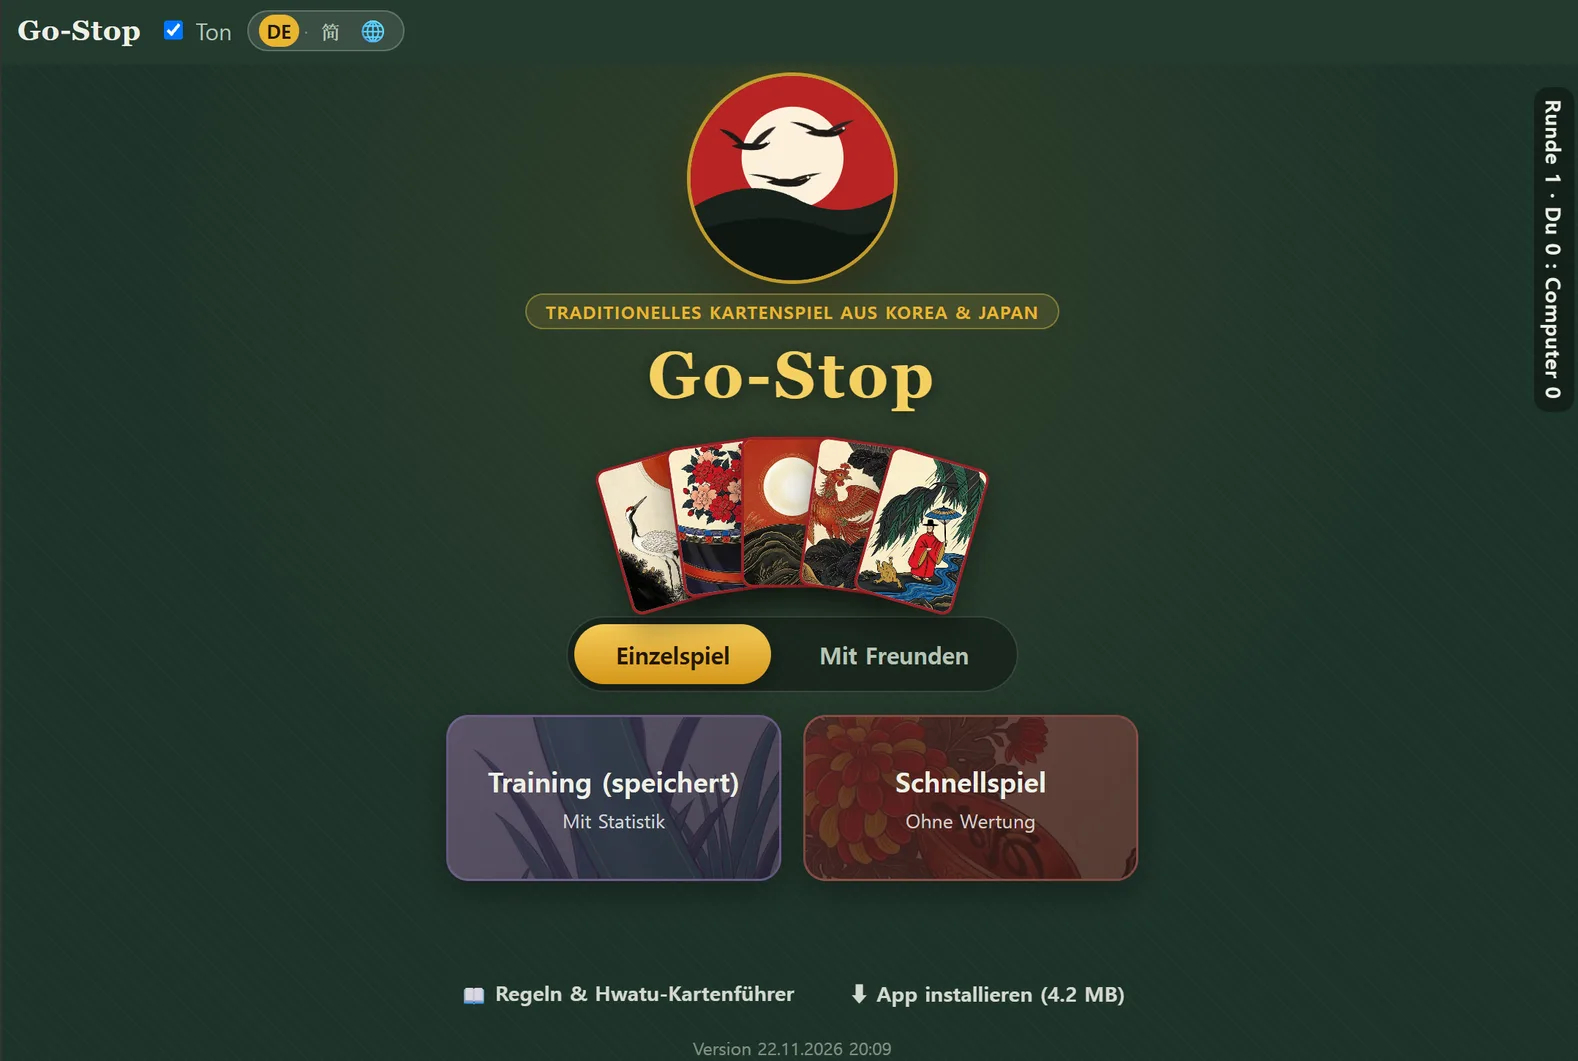 Go-Stop
Ton
DE · 简
Runde 1 · Du 0 : Computer 0
TRADITIONELLES KARTENSPIEL AUS KOREA & JAPAN
Go-Stop
Einzelspiel
Mit Freunden
Training (speichert)
Mit Statistik
Schnellspiel
Ohne Wertung
Regeln & Hwatu-Kartenführer
App installieren (4.2 MB)
Version 22.11.2026 20:09